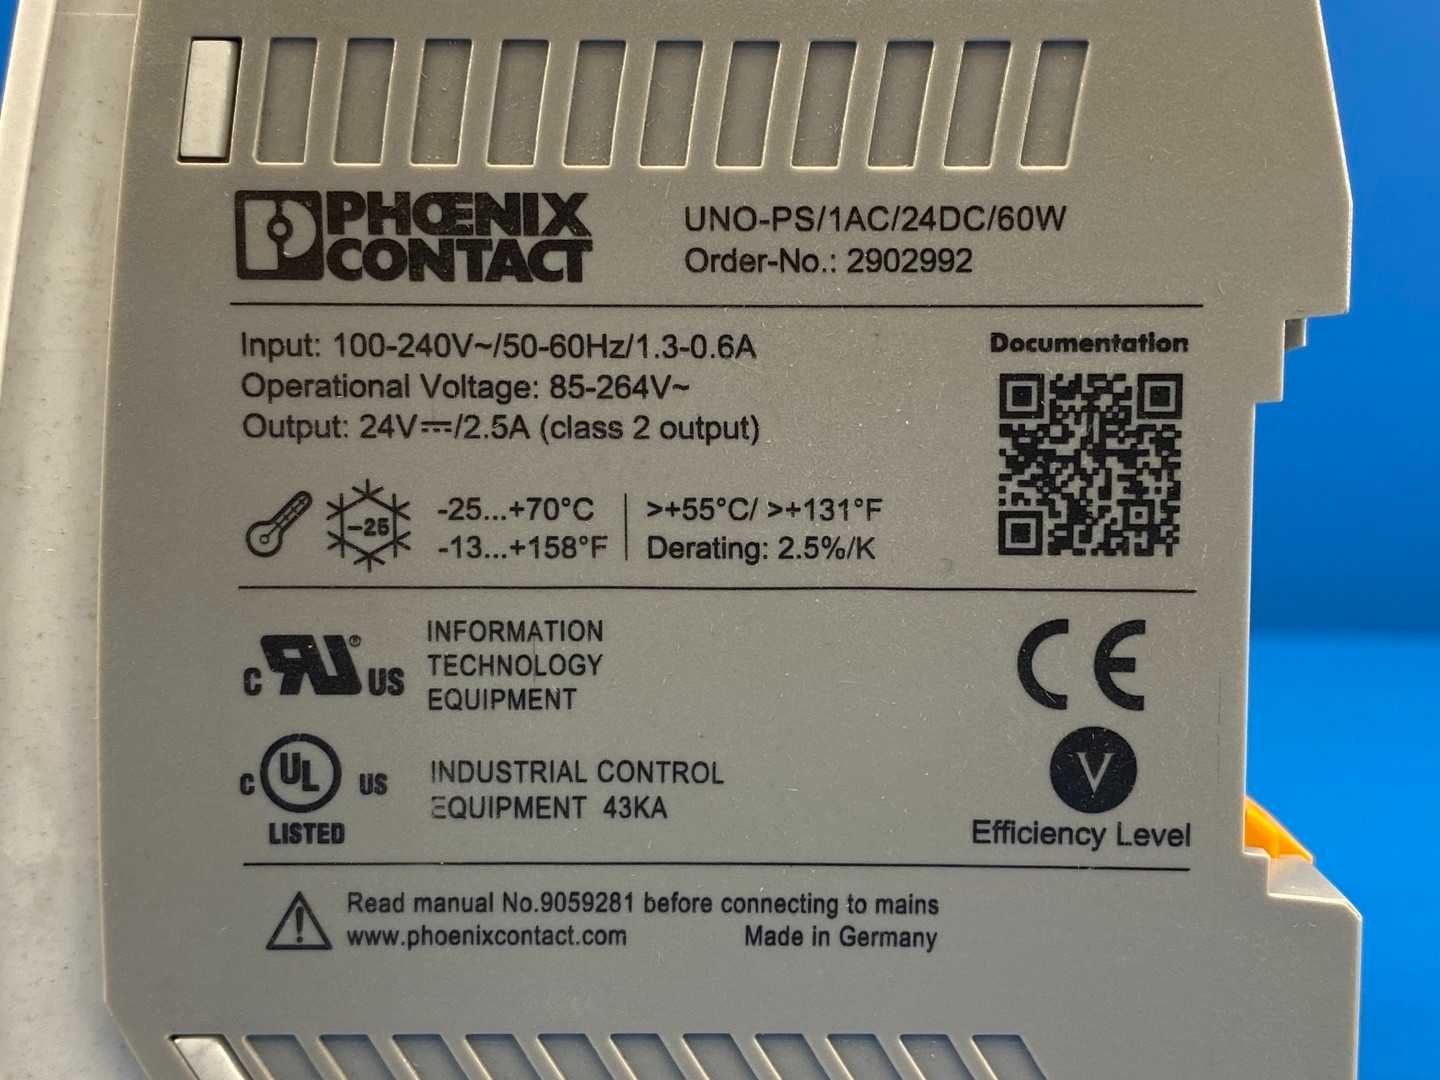 PHOENIX
CONTACT
UNO-PS/1AC/24DC/60W
Order-No.: 2902992
Input: 100-240V~/50-60Hz/1.3-0.6A
Operational Voltage: 85-264V~
Output: 24V⎓/2.5A (class 2 output)
Documentation
-25
-25...+70°C
-13...+158°F
>+55°C/ >+131°F
Derating: 2.5%/K
c RU® US
INFORMATION
TECHNOLOGY
EQUIPMENT
CE
c UL US
LISTED
INDUSTRIAL CONTROL
EQUIPMENT 43KA
V
Efficiency Level
Read manual No.9059281 before connecting to mains
www.phoenixcontact.com Made in Germany